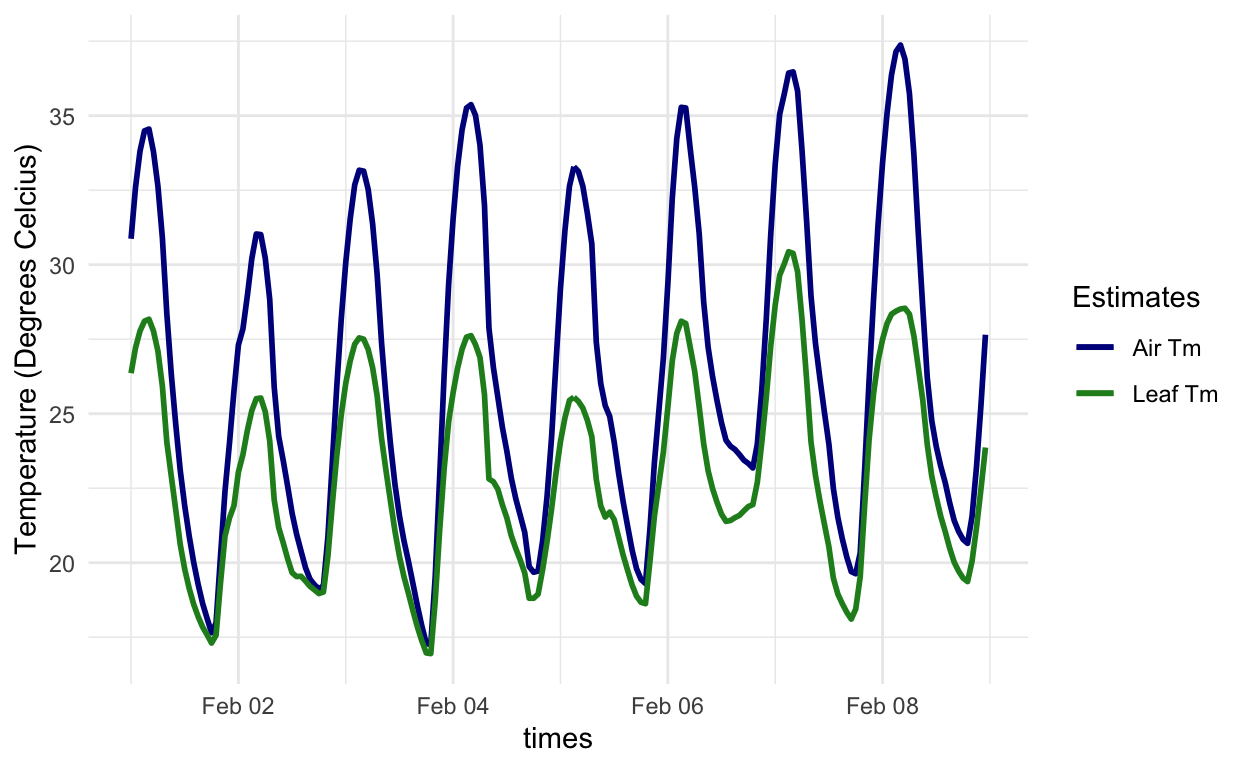 Temperature (Degrees Celcius)
35
30
25
20
Feb 02
Feb 04
Feb 06
Feb 08
times
Estimates
Air Tm
Leaf Tm